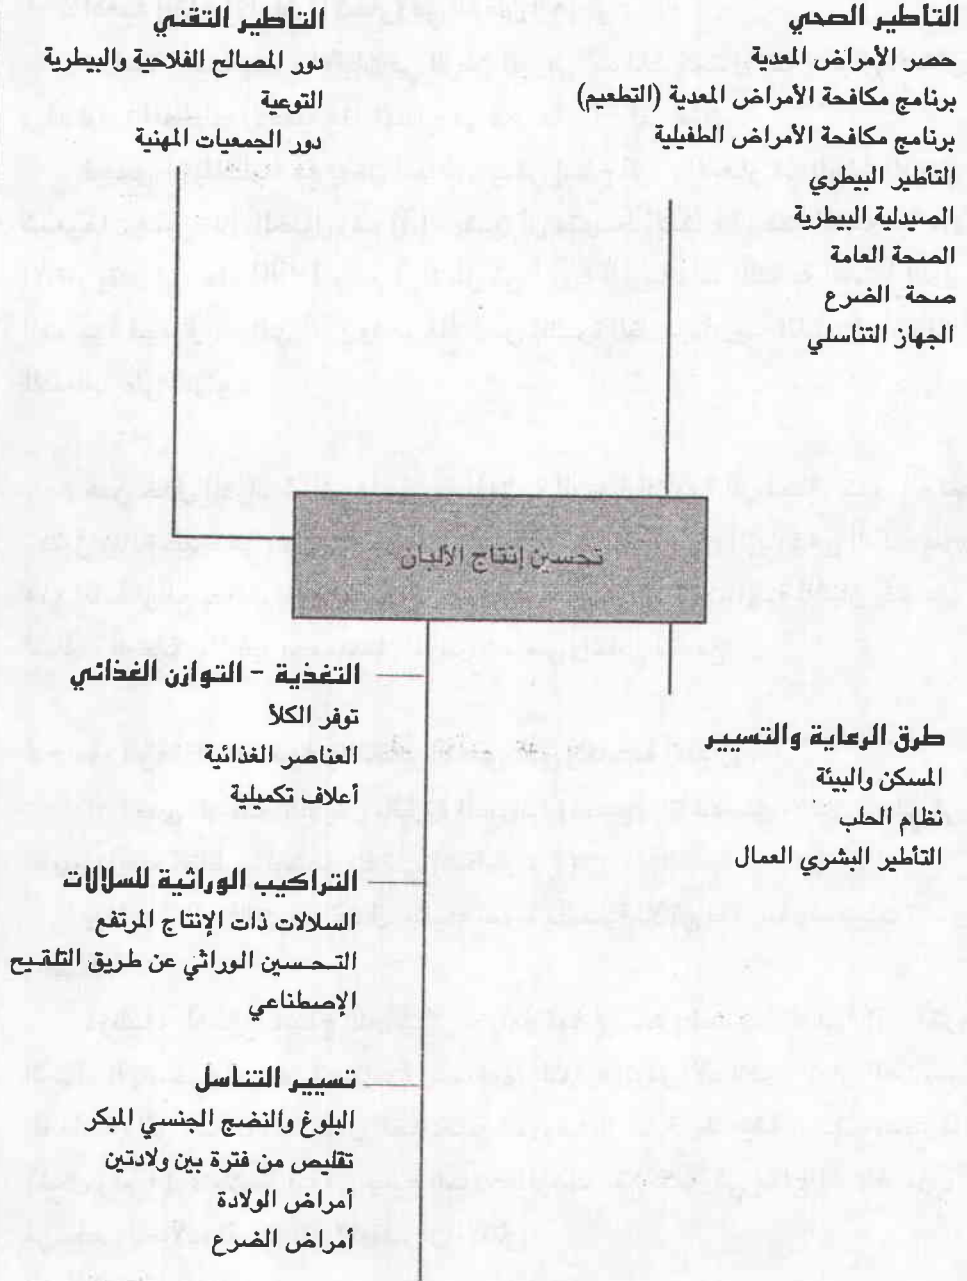 التأطير الصحي
حصر الأمراض المعدية
برنامج مكافحة الأمراض المعدية (التطعيم)
برنامج مكافحة الأمراض الطفيلية
التأطير البيطري
الصيدلية البيطرية
الصحة العامة
صحة الضرع
الجهاز التناسلي
التأطير التقني
دور المصالح الفلاحية والبيطرية
التوعية
دور الجمعيات المهنية
تحسين إنتاج الألبان
طرق الرعاية والتسيير
المسكن والبيئة
نظام الحلب
التأطير البشري العمال
التغذية - التوازن الغذائي
توفر الكلأ
العناصر الغذائية
أعلاف تكميلية
التراكيب الوراثية للسلالات
السلالات ذات الإنتاج المرتفع
التحسين الوراثي عن طريق التلقيح
الإصطناعي
تسيير التناسل
البلوغ والنضج الجنسي المبكر
تقليص من فترة بين ولادتين
أمراض الولادة
أمراض الضرع